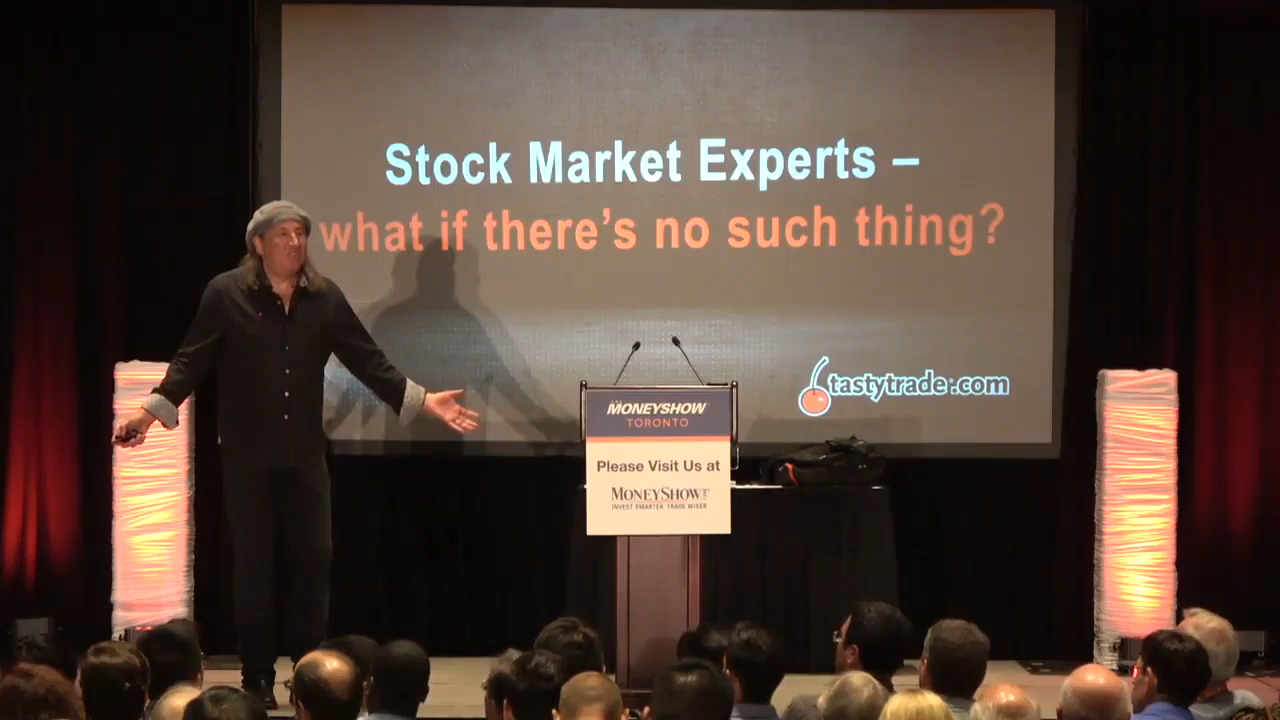 Stock Market Experts –
what if there's no such thing?
tastytrade.com
MONEYSHOW
TORONTO
Please Visit Us at
MONEYSHOW
INVEST SMARTER, TRADE WISER